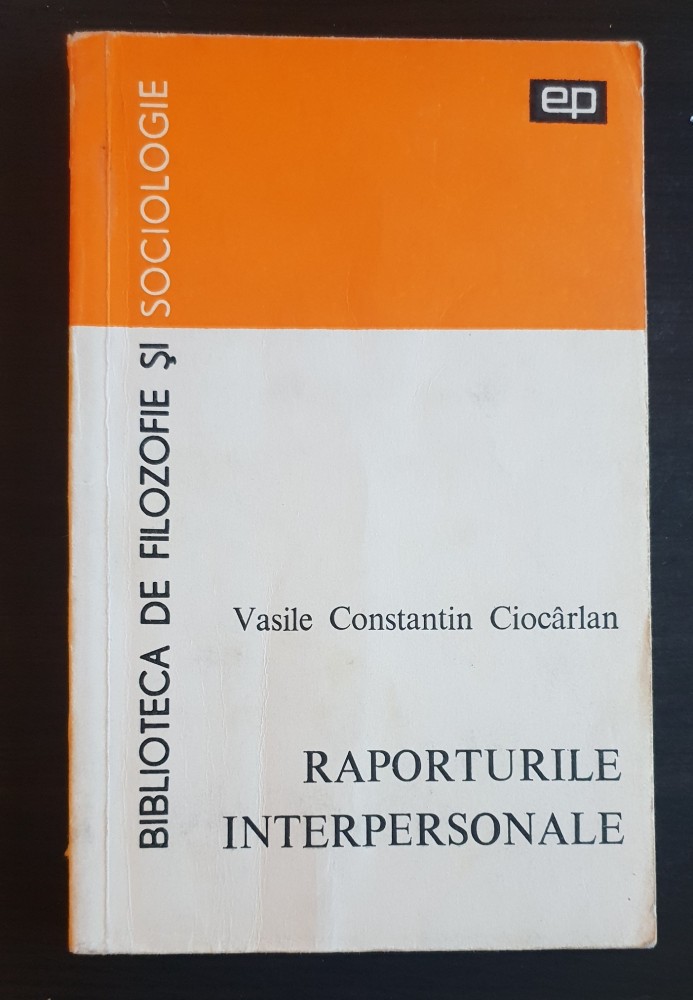 ep
BIBLIOTECA DE FILOZOFIE ŞI SOCIOLOGIE
Vasile Constantin Ciocârlan
RAPORTURILE
INTERPERSONALE